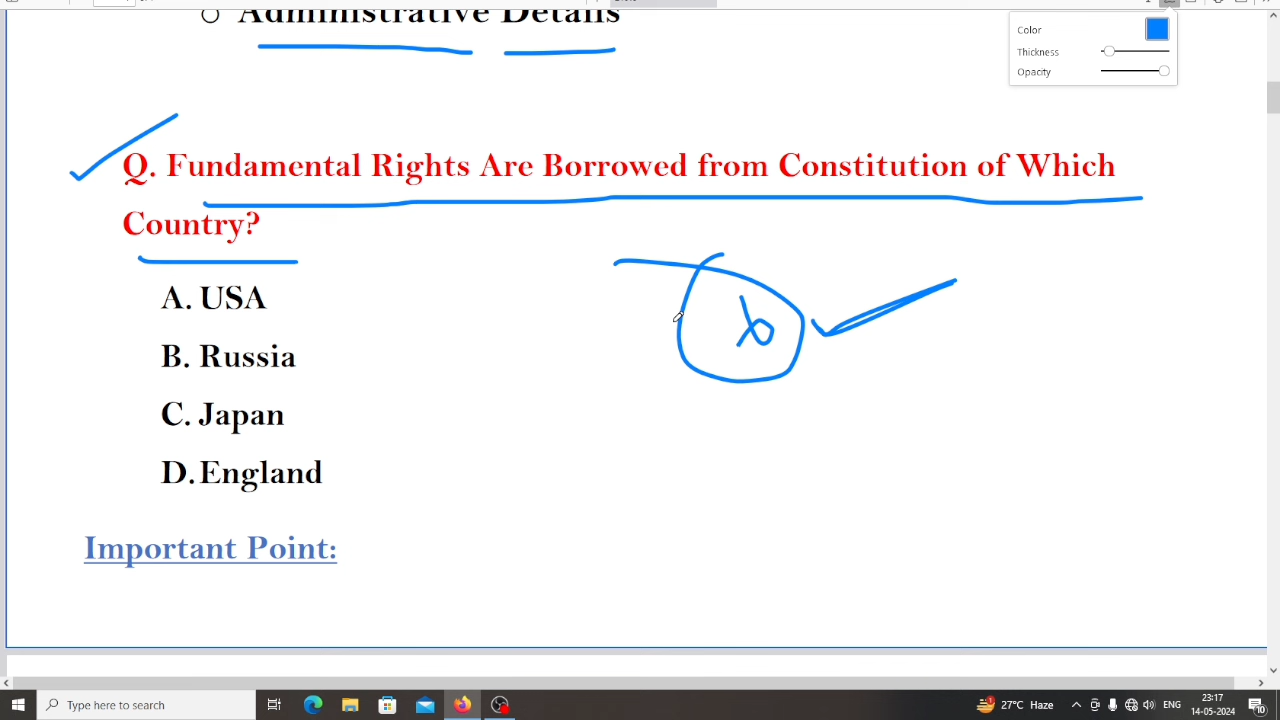 Administrative Details
Color
Thickness
Opacity
Q. Fundamental Rights Are Borrowed from Constitution of Which
Country?
A. USA
B. Russia
C. Japan
D. England
Important Point:
Type here to search
27°C Haze
ENG
23:17
14-05-2024
10